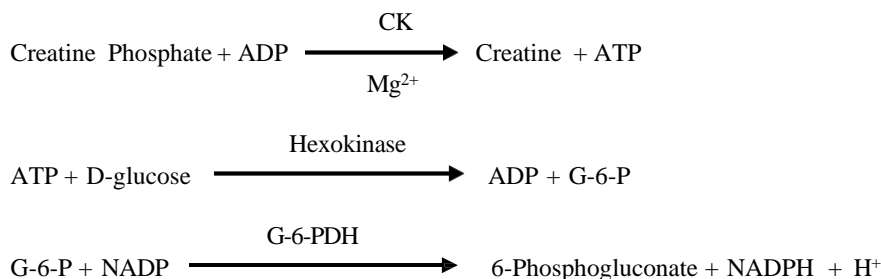 CK
Creatine Phosphate + ADP Creatine + ATP
Mg²⁺
Hexokinase
ATP + D-glucose ADP + G-6-P
G-6-PDH
G-6-P + NADP 6-Phosphogluconate + NADPH + H⁺